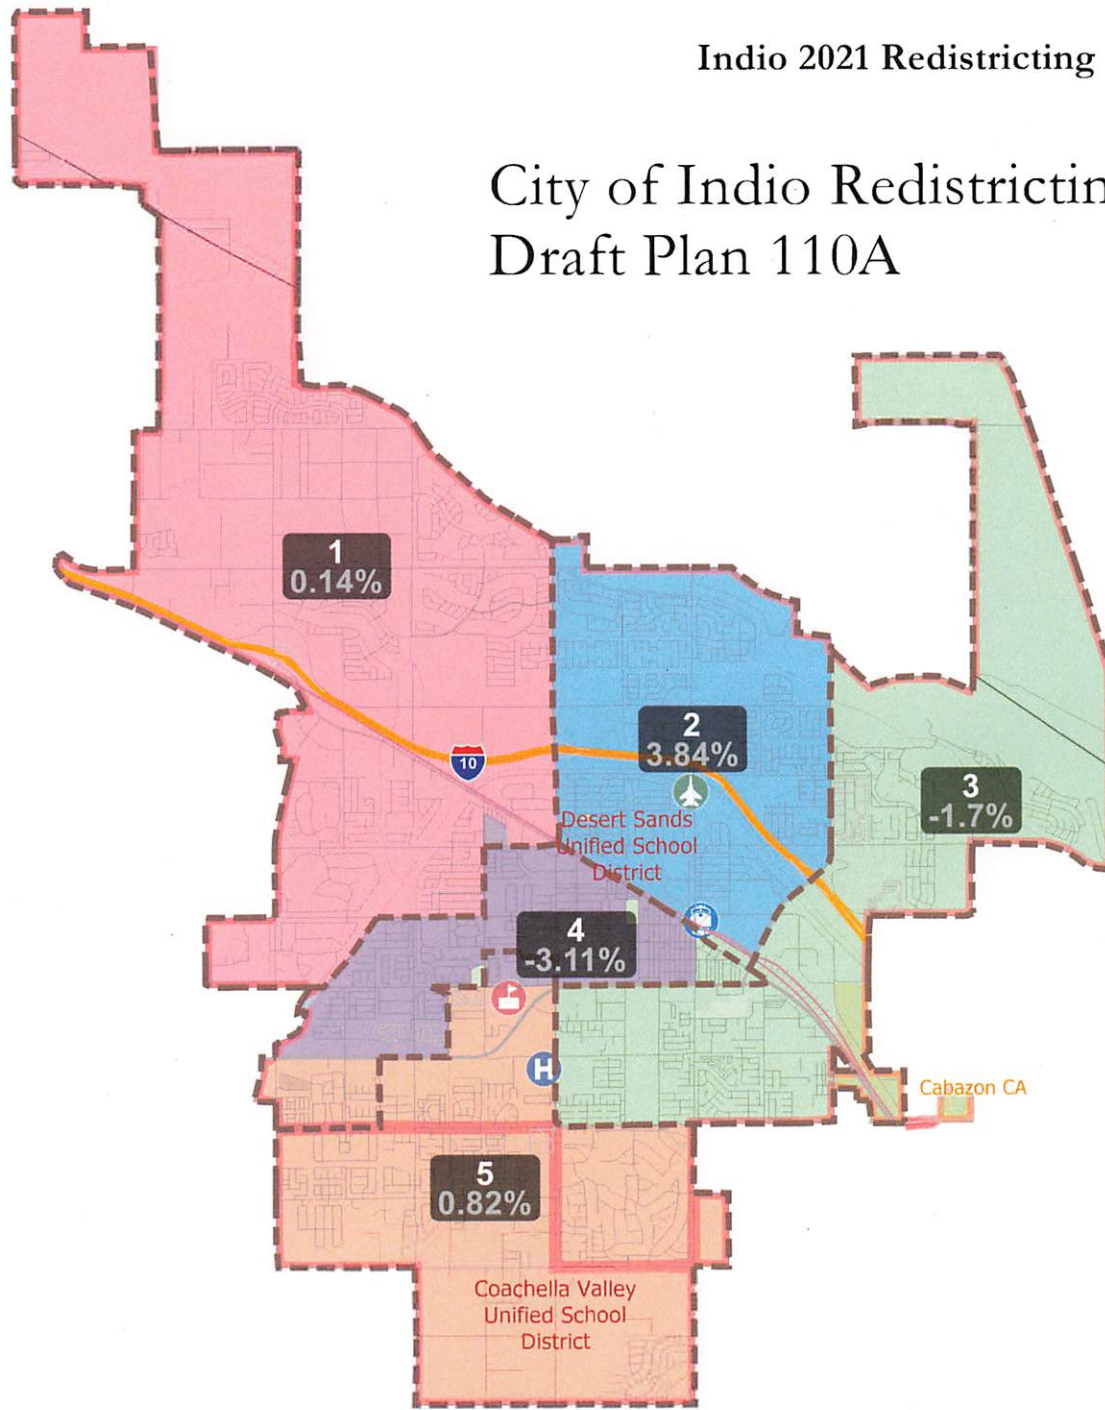 Indio 2021 Redistricting
City of Indio Redistrictin
Draft Plan 110A
1
0.14%
2
3.84%
10
3
-1.7%
Desert Sands
Unified School
District
4
-3.11%
H
Cabazon CA
5
0.82%
Coachella Valley
Unified School
District